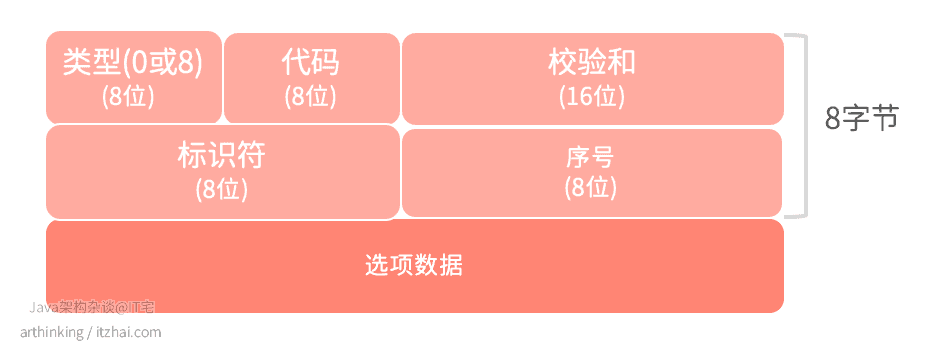 类型(0或8)
(8位)
代码
(8位)
校验和
(16位)
8字节
标识符
(8位)
序号
(8位)
选项数据
Java架构杂谈@IT宅
arthinking / itzhai.com